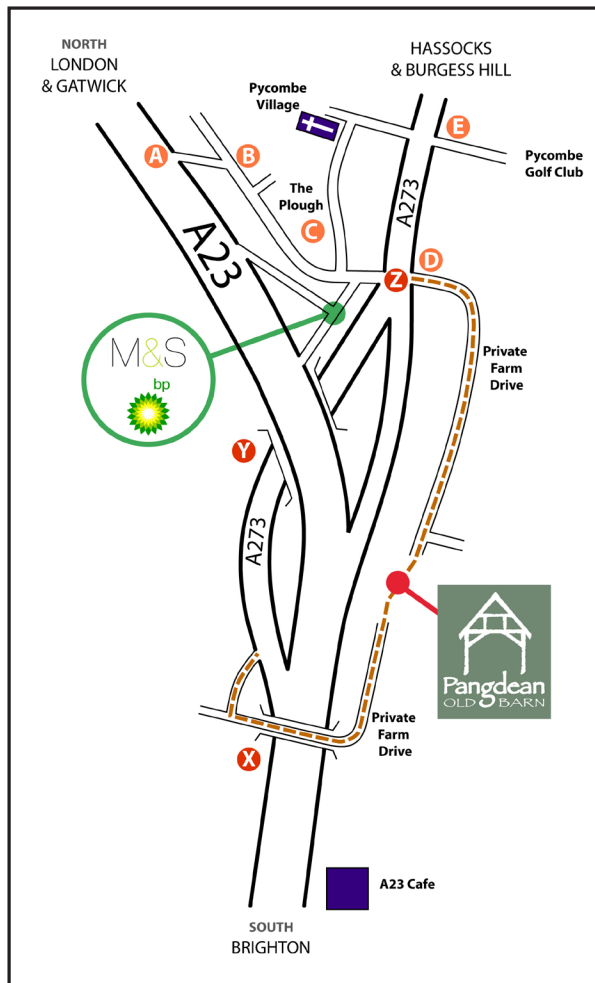 NORTH
LONDON
& GATWICK
HASSOCKS
& BURGESS HILL
Pycombe
Village
E
A
B
Pycombe
Golf Club
The
Plough
C
A273
A23
D
Z
M&S
bp
Private
Farm
Drive
Y
A273
Pangdean
OLD BARN
Private
Farm
Drive
X
A23 Cafe
SOUTH
BRIGHTON